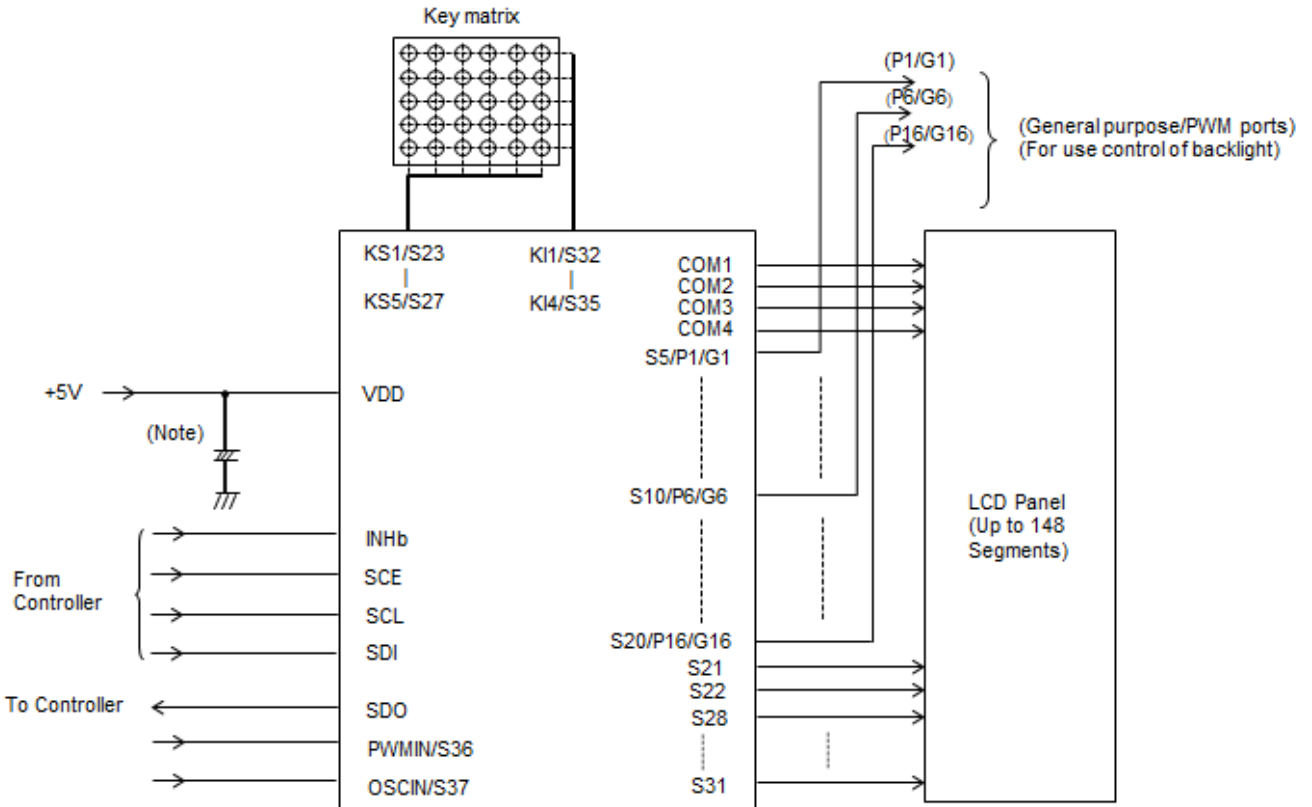 Key matrix
(P1/G1)
(P6/G6)
(P16/G16)
(General purpose/PWM ports)
(For use control of backlight)
KS1/S23
|
KS5/S27
KI1/S32
|
KI4/S35
COM1
COM2
COM3
COM4
S5/P1/G1
+5V
VDD
(Note)
S10/P6/G6
LCD Panel
(Up to 148
Segments)
From
Controller
INHb
SCE
SCL
SDI
S20/P16/G16
S21
S22
S28
S31
To Controller
SDO
PWMIN/S36
OSCIN/S37